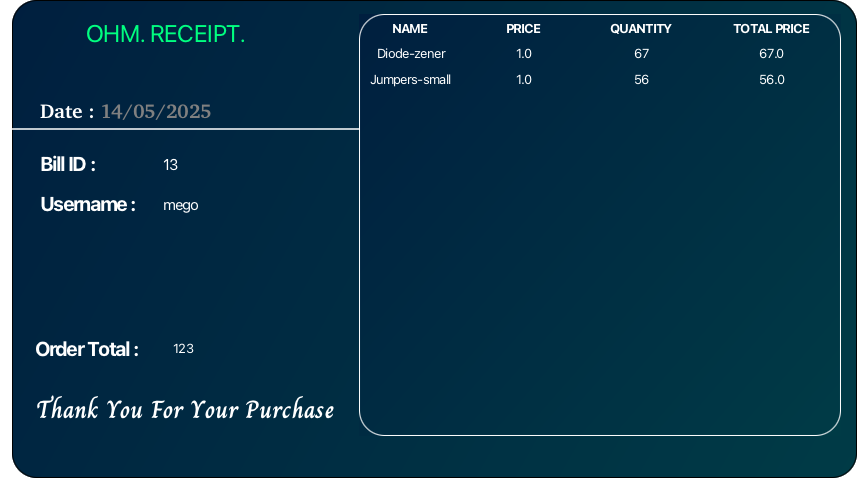 OHM. RECEIPT.
Date : 14/05/2025
Bill ID : 13
Username : mego
Order Total : 123
Thank You For Your Purchase
NAME PRICE QUANTITY TOTAL PRICE
Diode-zener 1.0 67 67.0
Jumpers-small 1.0 56 56.0